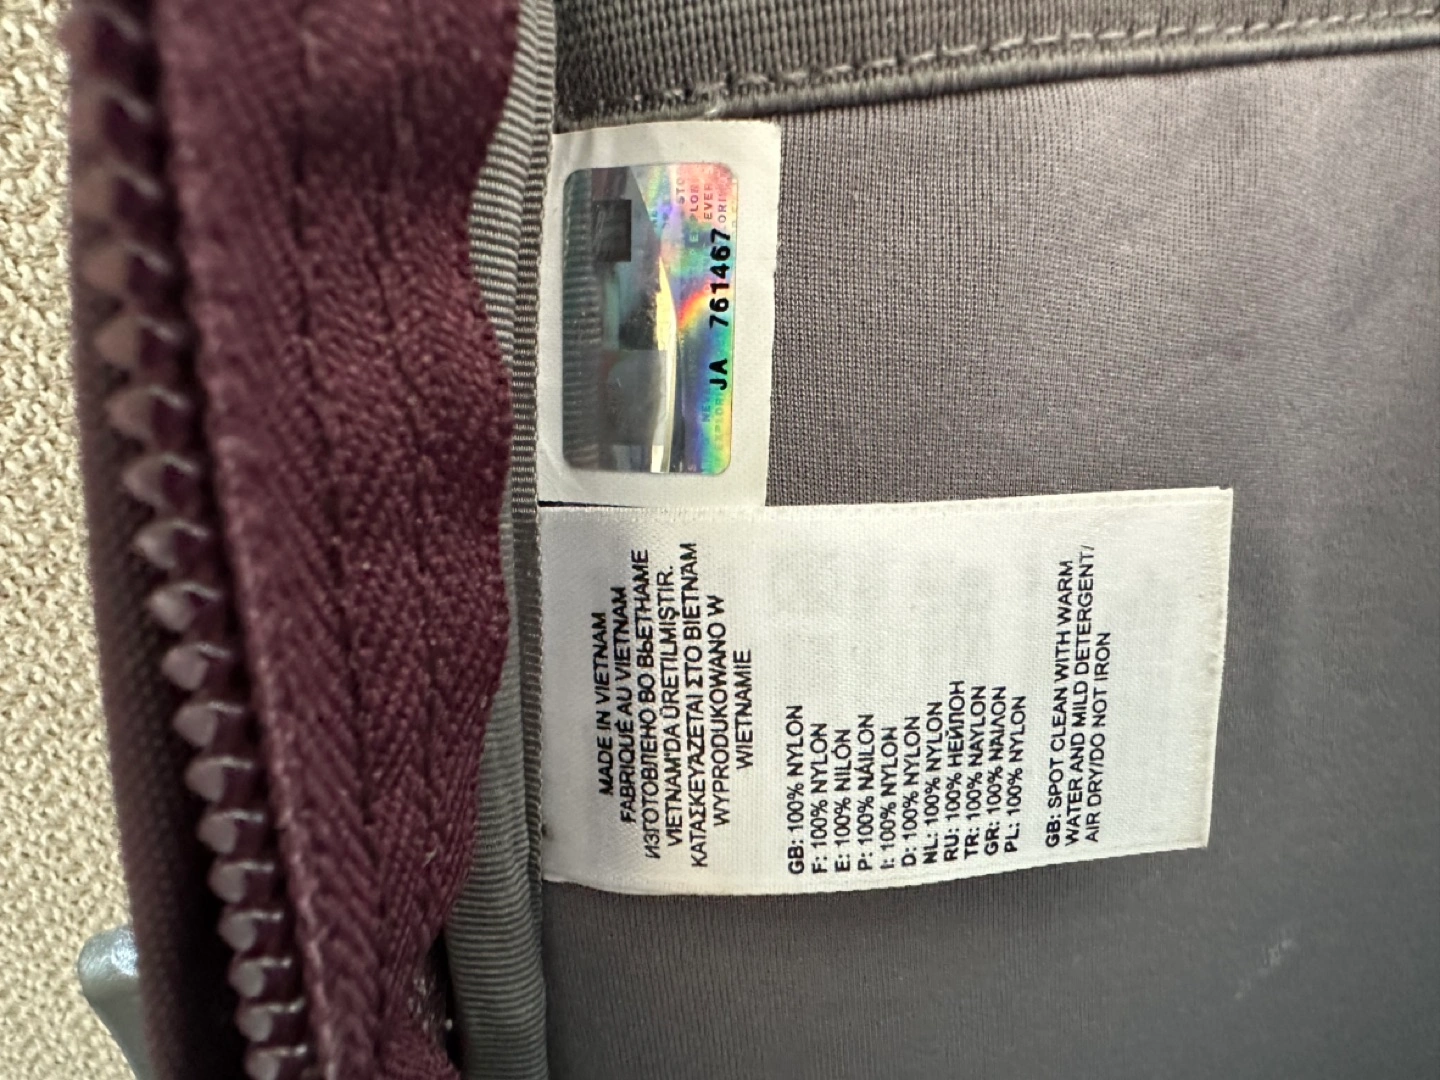 JA 761467
MADE IN VIETNAM
FABRIQUÉ AU VIETNAM
ИЗГОТОВЛЕНО ВО ВЬЕТНАМЕ
VIETNAM'DA ÜRETILMIŞTIR.
ΚΑΤΑΣΚΕΥΑΖΕΤΑΙ ΣΤΟ ΒΙΕΤΝΑΜ
WYPRODUKOWANO W
WIETNAMIE
GB: 100% NYLON
F: 100% NYLON
E: 100% NILÓN
P: 100% NÁILON
I: 100% NYLON
D: 100% NYLON
NL: 100% NYLON
RU: 100% НЕЙЛОН
TR: 100% NAYLON
GR: 100% ΝΑΙΛΟΝ
PL: 100% NYLON
GB: SPOT CLEAN WITH WARM
WATER AND MILD DETERGENT/
AIR DRY/DO NOT IRON